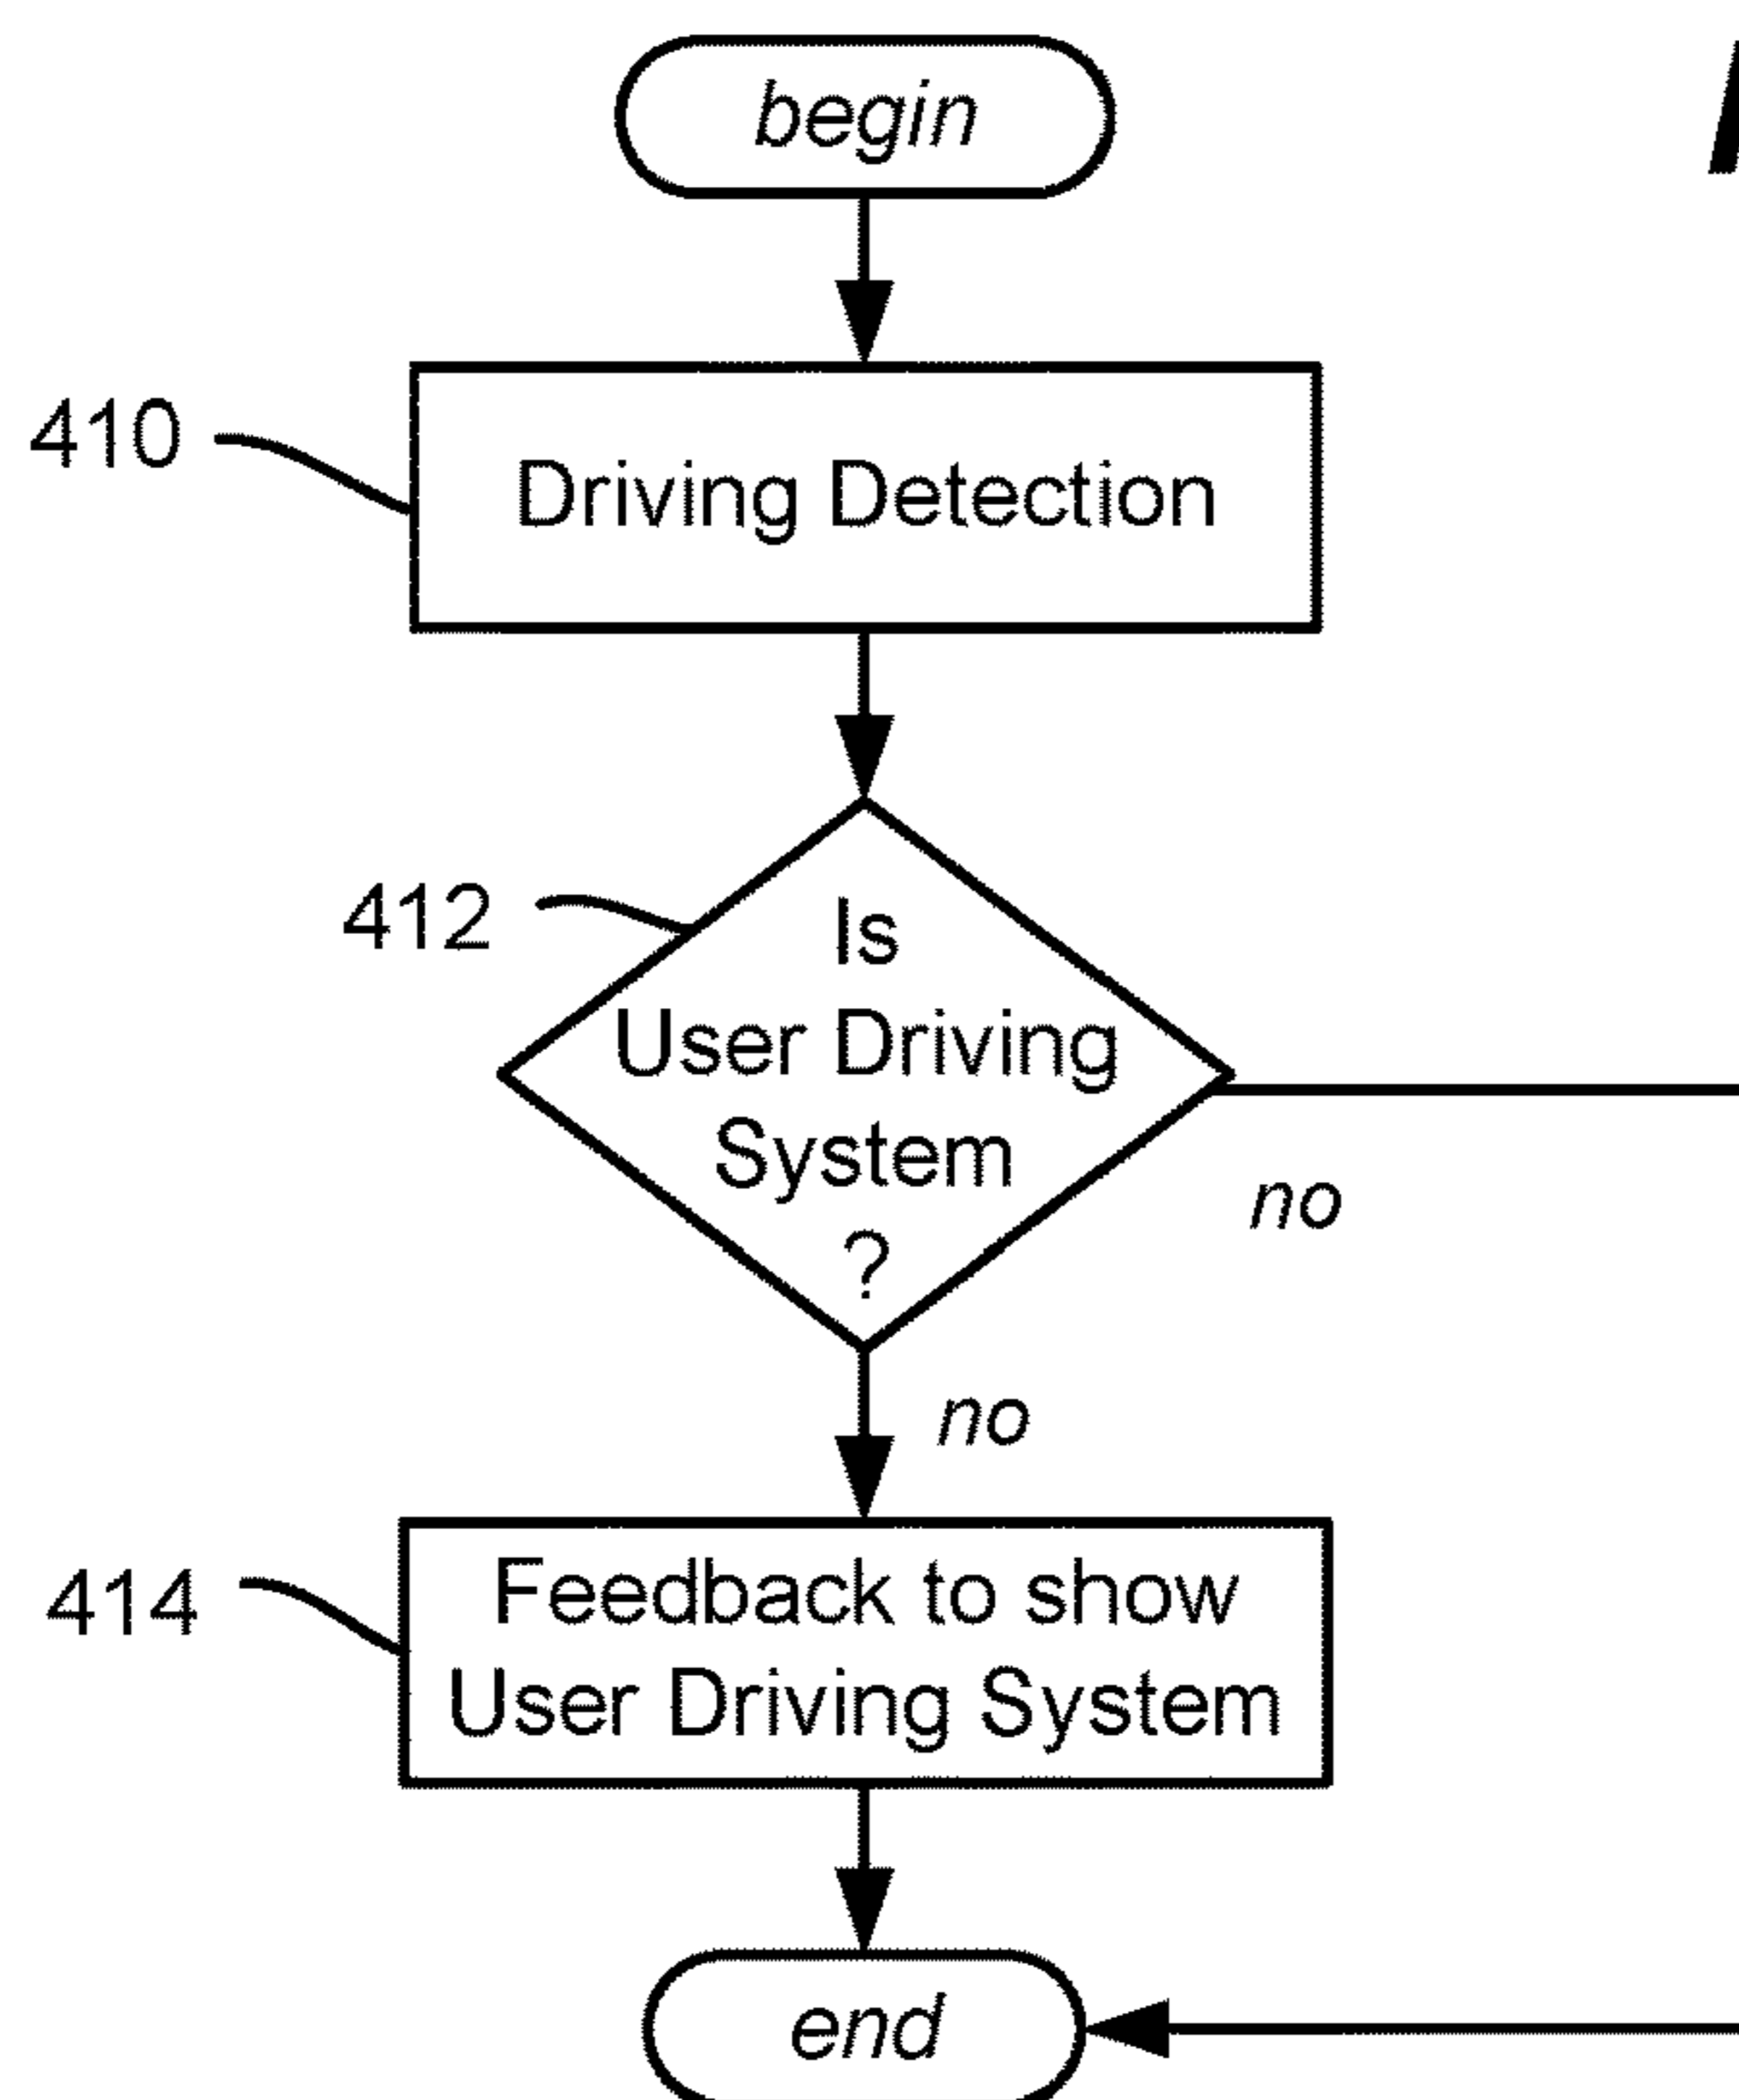 begin
410
Driving Detection
412
Is
User Driving
System
?
no
no
414
Feedback to show
User Driving System
end